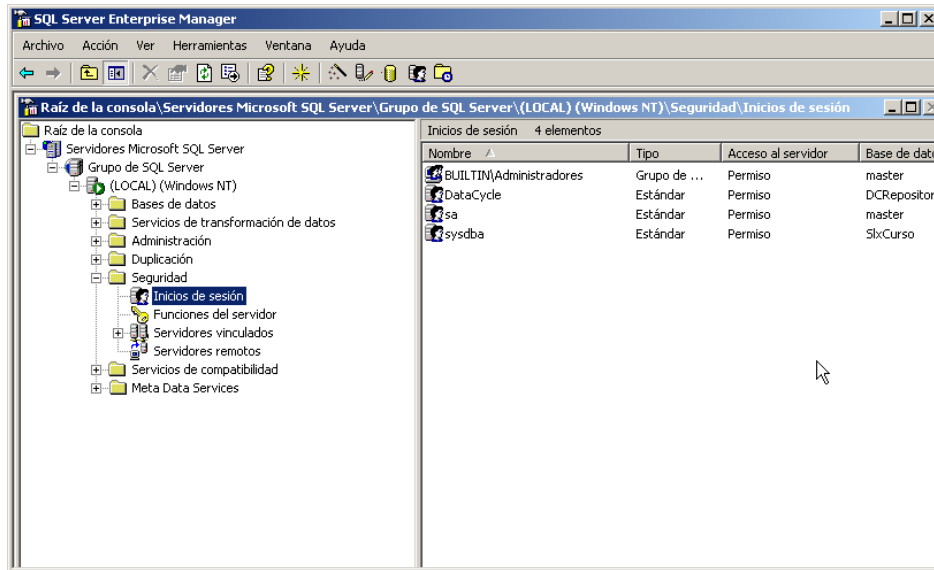 SQL Server Enterprise Manager
Archivo Acción Ver Herramientas Ventana Ayuda
Raíz de la consola\Servidores Microsoft SQL Server\Grupo de SQL Server\(LOCAL) (Windows NT)\Seguridad\Inicios de sesión
Raíz de la consola
Servidores Microsoft SQL Server
Grupo de SQL Server
(LOCAL) (Windows NT)
Bases de datos
Servicios de transformación de datos
Administración
Duplicación
Seguridad
Inicios de sesión
Funciones del servidor
Servidores vinculados
Servidores remotos
Servicios de compatibilidad
Meta Data Services
Inicios de sesión 4 elementos
Nombre Tipo Acceso al servidor Base de dat
BUILTIN\Administradores Grupo de ... Permiso master
DataCycle Estándar Permiso DCRepositor
sa Estándar Permiso master
sysdba Estándar Permiso SlxCurso